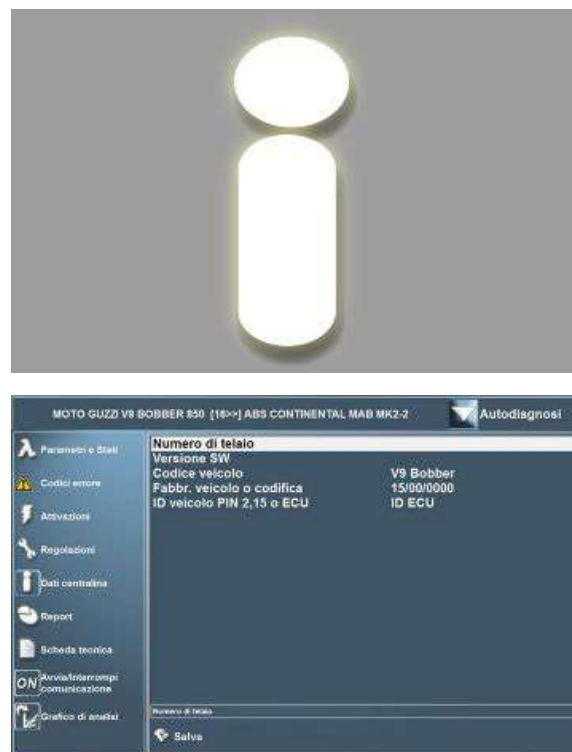 MOTO GUZZI V9 BOBBER 850 [16>>] ABS CONTINENTAL MAB MK2-2
Autodiagnosi
Parametri e Stati
Codici errore
Attivazioni
Regolazioni
Dati centralina
Report
Scheda tecnica
ON Avvia/Interrompi
comunicazione
Grafico di analisi
Numero di telaio
Versione SW
Codice veicolo V9 Bobber
Fabbr. veicolo o codifica 15/00/0000
ID veicolo PIN 2,15 o ECU ID ECU
Numero di telaio
Salva